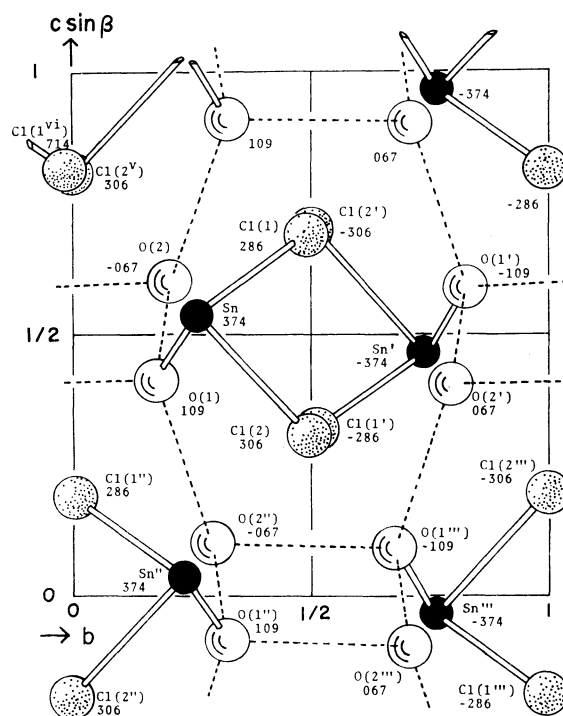 c sin β
1
-374
Cl(1ᵛⁱ)
714
109
067
Cl(2ᵛ)
306
-286
Cl(2')
-306
Cl(1)
286
O(2)
-067
O(1')
-109
Sn
374
1/2
Sn'
-374
O(1)
109
O(2')
067
Cl(2)
306
Cl(1')
-286
Cl(1'')
286
Cl(2''')
-306
O(2'')
-067
O(1''')
-109
Sn''
374
0
0
1/2
1
Sn'''
-374
b
O(1'')
109
O(2''')
067
Cl(2'')
306
Cl(1''')
-286